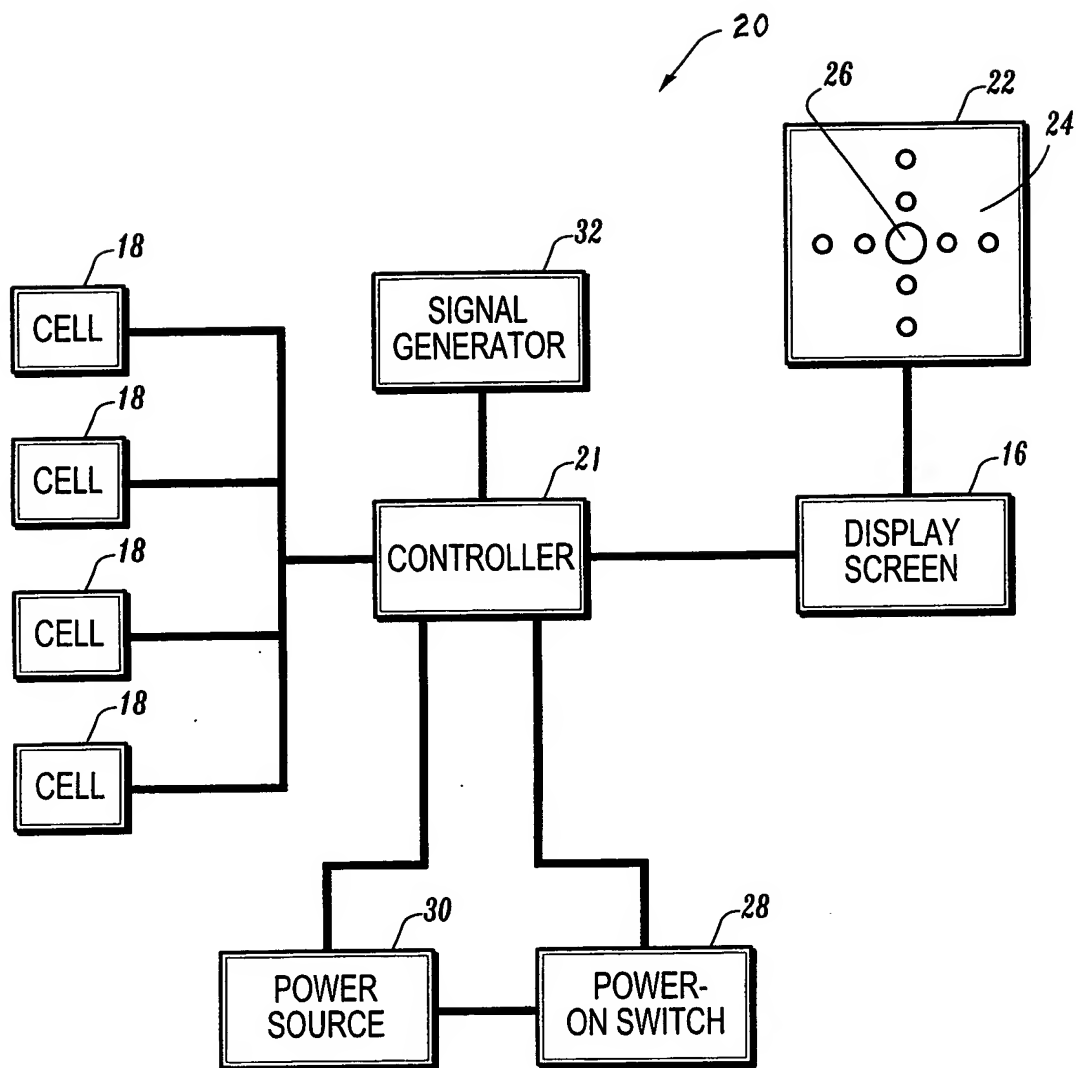 20
26
22
24
18
CELL
32
SIGNAL
GENERATOR
18
CELL
21
CONTROLLER
16
DISPLAY
SCREEN
18
CELL
18
CELL
30
POWER
SOURCE
28
POWER-
ON SWITCH